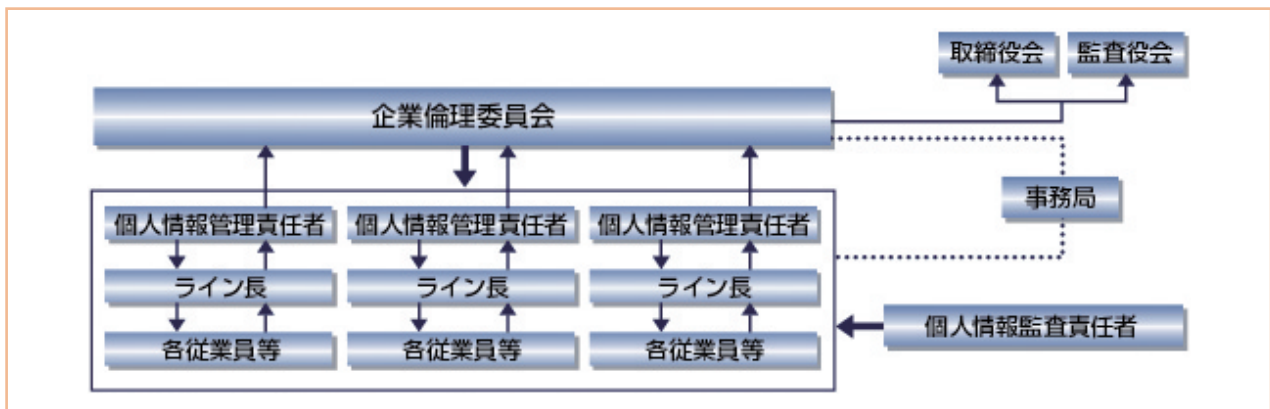 取締役会 監査役会
企業倫理委員会
事務局
個人情報管理責任者 個人情報管理責任者 個人情報管理責任者
ライン長 ライン長 ライン長
個人情報監査責任者
各従業員等 各従業員等 各従業員等